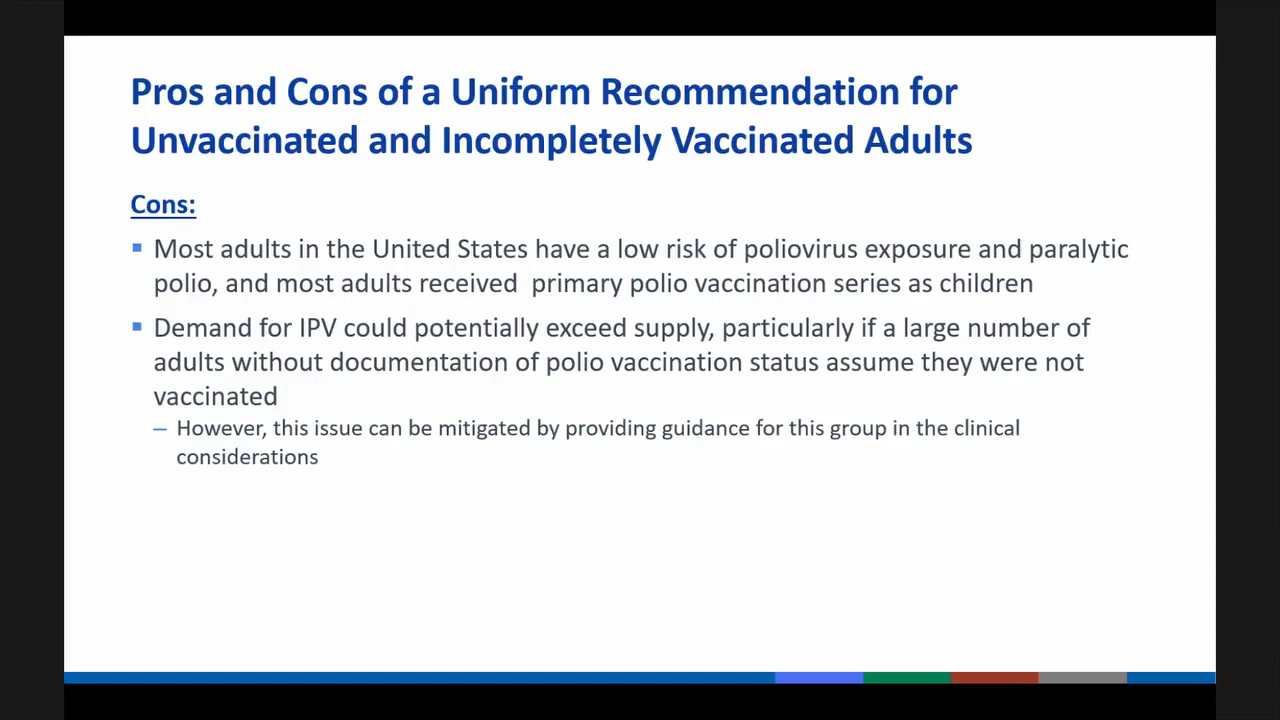 Pros and Cons of a Uniform Recommendation for
Unvaccinated and Incompletely Vaccinated Adults
Cons:
Most adults in the United States have a low risk of poliovirus exposure and paralytic
polio, and most adults received  primary polio vaccination series as children
Demand for IPV could potentially exceed supply, particularly if a large number of
adults without documentation of polio vaccination status assume they were not
vaccinated
– However, this issue can be mitigated by providing guidance for this group in the clinical
considerations